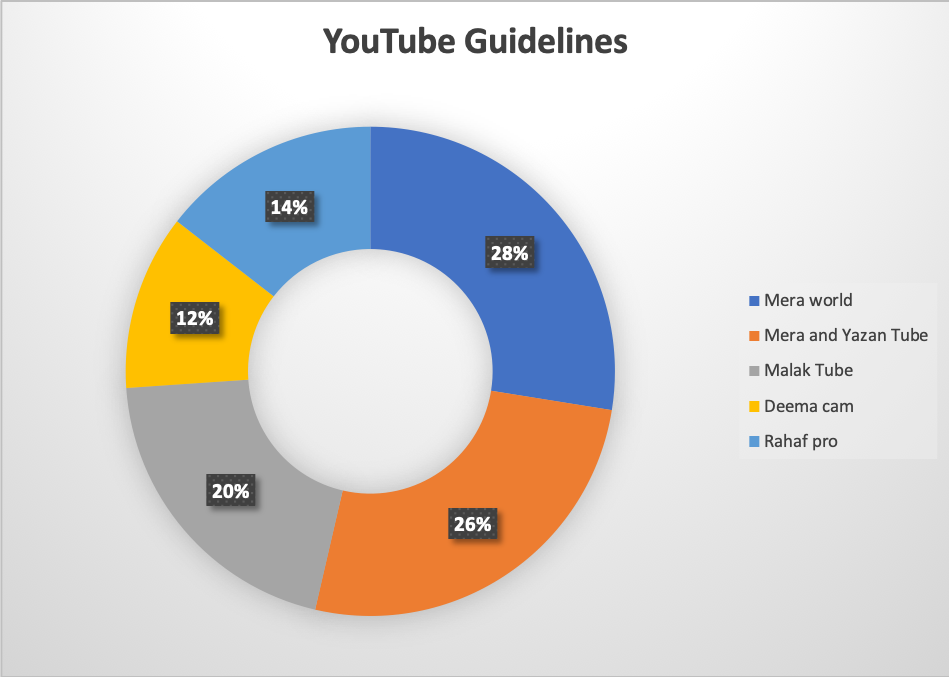 YouTube Guidelines
14%
28%
12%
20%
26%
Mera world
Mera and Yazan Tube
Malak Tube
Deema cam
Rahaf pro